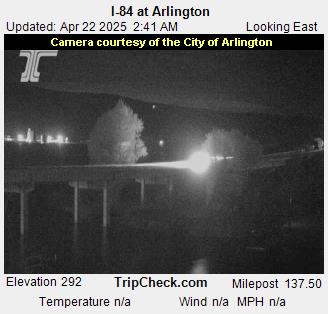 I-84 at Arlington
Updated: Apr 22 2025 2:41 AM Looking East
Camera courtesy of the City of Arlington
Elevation 292 TripCheck.com Milepost 137.50
Temperature n/a Wind n/a MPH n/a